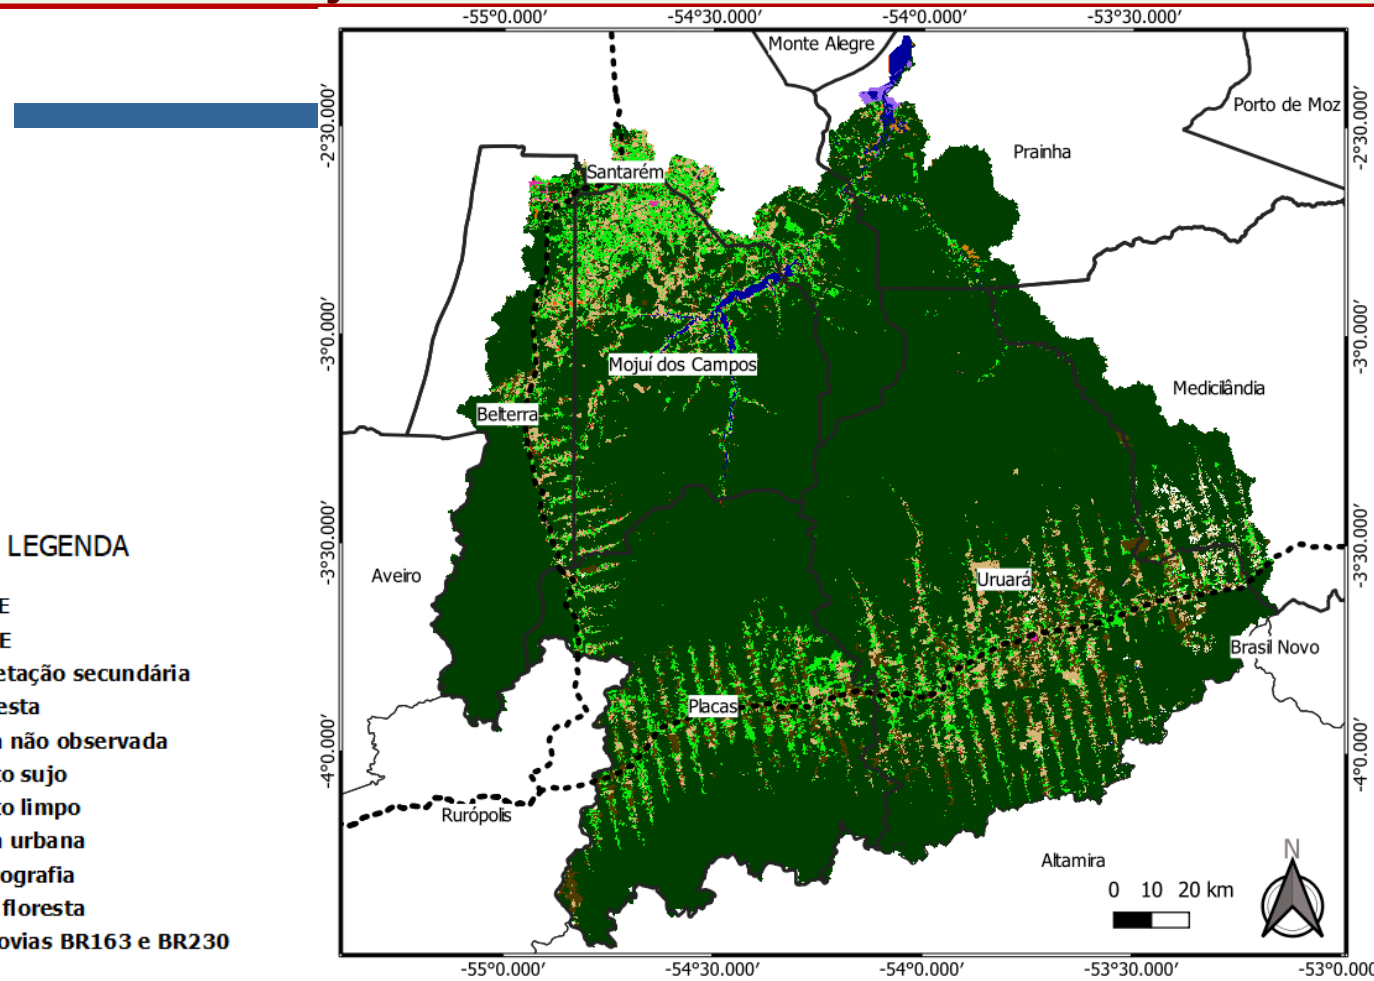 -55°0.000′ -54°30.000′ -54°0.000′ -53°30.000′
Monte Alegre
Porto de Moz
-2°30.000′ -2°30.000′
Prainha
Santarém
-3°0.000′ -3°0.000′
Mojuí dos Campos
Medicilândia
Belterra
LEGENDA
-3°30.000′ -3°30.000′
Aveiro
Uruará
E
E
Brasil Novo
etação secundária
esta
Placas
não observada
-4°0.000′ -4°0.000′
o sujo
o limpo
Rurópolis
urbana
N
Altamira
ografia
0 10 20 km
floresta
ovias BR163 e BR230
-55°0.000′ -54°30.000′ -54°0.000′ -53°30.000′ -53°0.000